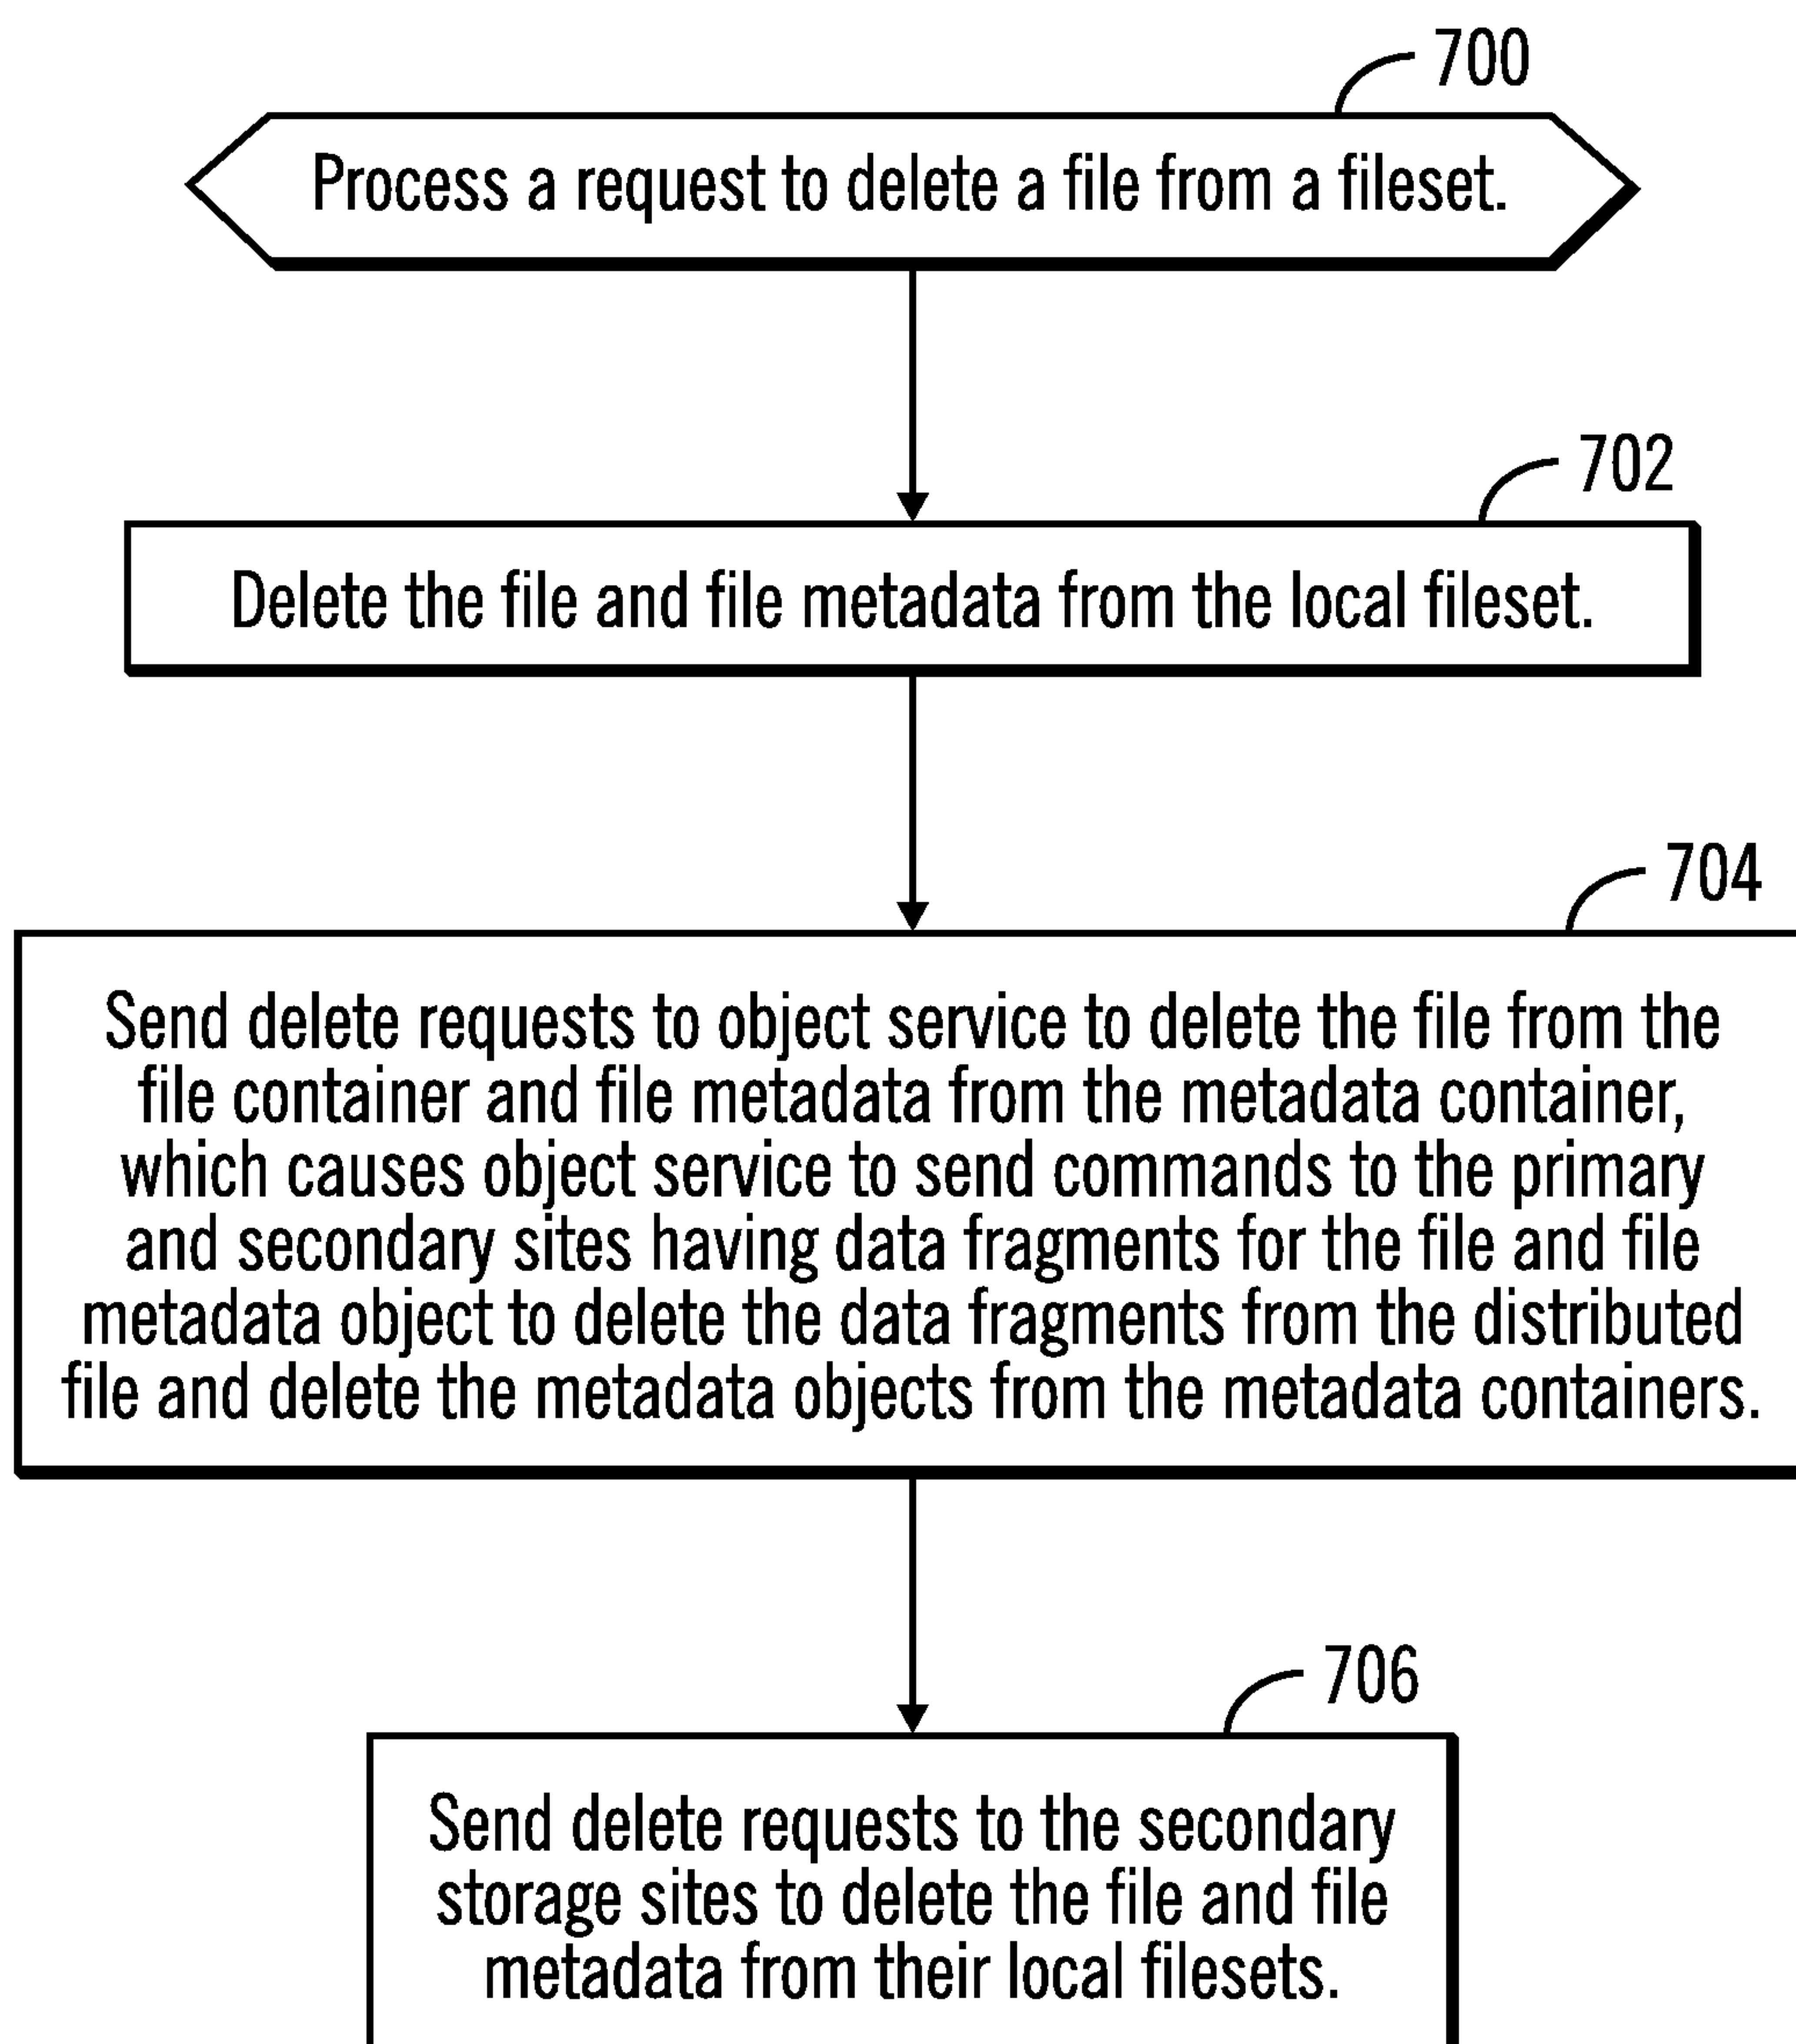 700
Process a request to delete a file from a fileset.
702
Delete the file and file metadata from the local fileset.
704
Send delete requests to object service to delete the file from the
file container and file metadata from the metadata container,
which causes object service to send commands to the primary
and secondary sites having data fragments for the file and file
metadata object to delete the data fragments from the distributed
file and delete the metadata objects from the metadata containers.
706
Send delete requests to the secondary
storage sites to delete the file and file
metadata from their local filesets.